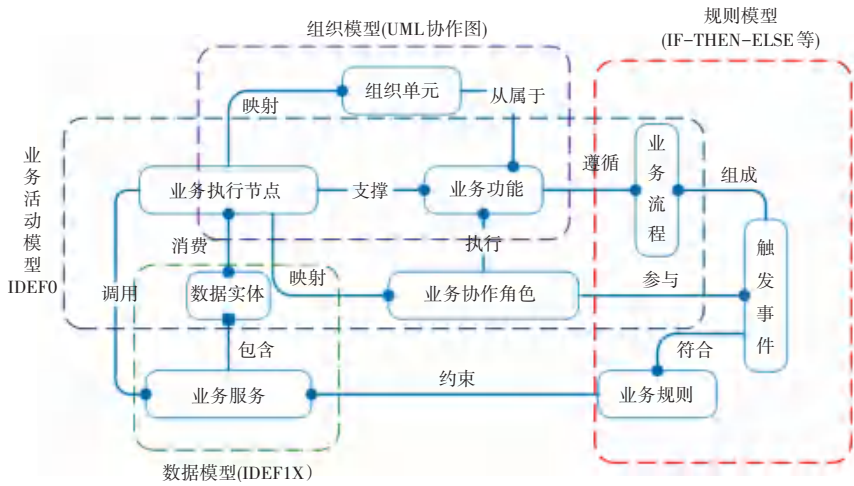 组织模型(UML协作图)
规则模型
(IF-THEN-ELSE等)
组织单元
从属于
映射
业务活动模型
IDEF0
业务执行节点
支撑
业务功能
遵循
业务流程
组成
消费
执行
触发事件
调用
数据实体
映射
业务协作角色
参与
包含
符合
业务服务
约束
业务规则
数据模型(IDEF1X）